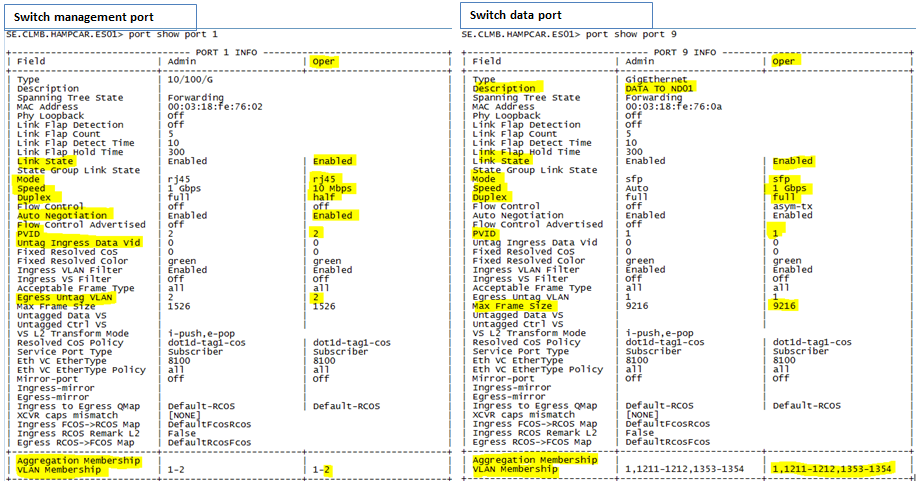 Switch management port
SE.CLMB.HAMPCAR.ES01> port show port 1
PORT 1 INFO
| Field | Admin | Oper |
Type | 10/100/G
Description |
Spanning Tree State | Forwarding
MAC Address | 00:03:18:fe:76:02
Phy Loopback | Off
Link Flap Detection | Off
Link Flap Count | 5
Link Flap Detect Time | 10
Link Flap Hold Time | 300
Link State | Enabled | Enabled
State Group Link State |
Mode | rj45 | rj45
Speed | 1 Gbps | 10 Mbps
Duplex | full | half
Flow Control | off | off
Auto Negotiation | Enabled | Enabled
Flow Control Advertised | off
PVID | 2 | 2
Untag Ingress Data Vid | 0 | 0
Fixed Resolved CoS | 0 | 0
Fixed Resolved Color | green | green
Ingress VLAN Filter | Enabled | Enabled
Ingress VS Filter | Off | off
Acceptable Frame Type | all | all
Egress Untag VLAN | 2 | 2
Max Frame Size | 1526 | 1526
Untagged Data VS | |
Untagged Ctrl VS | |
VS L2 Transform Mode | i-push,e-pop
Resolved CoS Policy | dot1d-tag1-cos | dot1d-tag1-cos
Service Port Type | Subscriber | Subscriber
Eth VC EtherType | 8100 | 8100
Eth VC EtherType Policy | all | all
Mirror-port | Off | Off
Ingress-mirror |
Egress-mirror |
Ingress to Egress QMap | Default-RCOS | Default-RCOS
XCVR caps mismatch | [NONE]
Ingress FCOS->RCOS Map | DefaultFcosRcos
Ingress RCOS Remark L2 | False
Egress RCOS->FCOS Map | DefaultRcosFcos
Aggregation Membership |
VLAN Membership | 1-2 | 1-2
Switch data port
SE.CLMB.HAMPCAR.ES01> port show port 9
PORT 9 INFO
| Field | Admin | Oper |
Type | GigEthernet
Description | DATA TO ND01
Spanning Tree State | Forwarding
MAC Address | 00:03:18:fe:76:0a
Phy Loopback | Off
Link Flap Detection | Off
Link Flap Count | 5
Link Flap Detect Time | 10
Link Flap Hold Time | 300
Link State | Enabled | Enabled
State Group Link State |
Mode | sfp | sfp
Speed | Auto | 1 Gbps
Duplex | full | full
Flow Control | off | asym-tx
Auto Negotiation | Enabled | Enabled
Flow Control Advertised | off
PVID | 1 | 1
Untag Ingress Data Vid | 0 | 0
Fixed Resolved CoS | 0 | 0
Fixed Resolved Color | green | green
Ingress VLAN Filter | Enabled | Enabled
Ingress VS Filter | Off | off
Acceptable Frame Type | all | all
Egress Untag VLAN | 1 | 1
Max Frame Size | 9216 | 9216
Untagged Data VS | |
Untagged Ctrl VS | |
VS L2 Transform Mode | i-push,e-pop
Resolved CoS Policy | dot1d-tag1-cos | dot1d-tag1-cos
Service Port Type | Subscriber | Subscriber
Eth VC EtherType | 8100 | 8100
Eth VC EtherType Policy | all | all
Mirror-port | Off | Off
Ingress-mirror |
Egress-mirror |
Ingress to Egress QMap | Default-RCOS | Default-RCOS
XCVR caps mismatch | [NONE]
Ingress FCOS->RCOS Map | DefaultFcosRcos
Ingress RCOS Remark L2 | False
Egress RCOS->FCOS Map | DefaultRcosFcos
Aggregation Membership |
VLAN Membership | 1,1211-1212,1353-1354 | 1,1211-1212,1353-1354